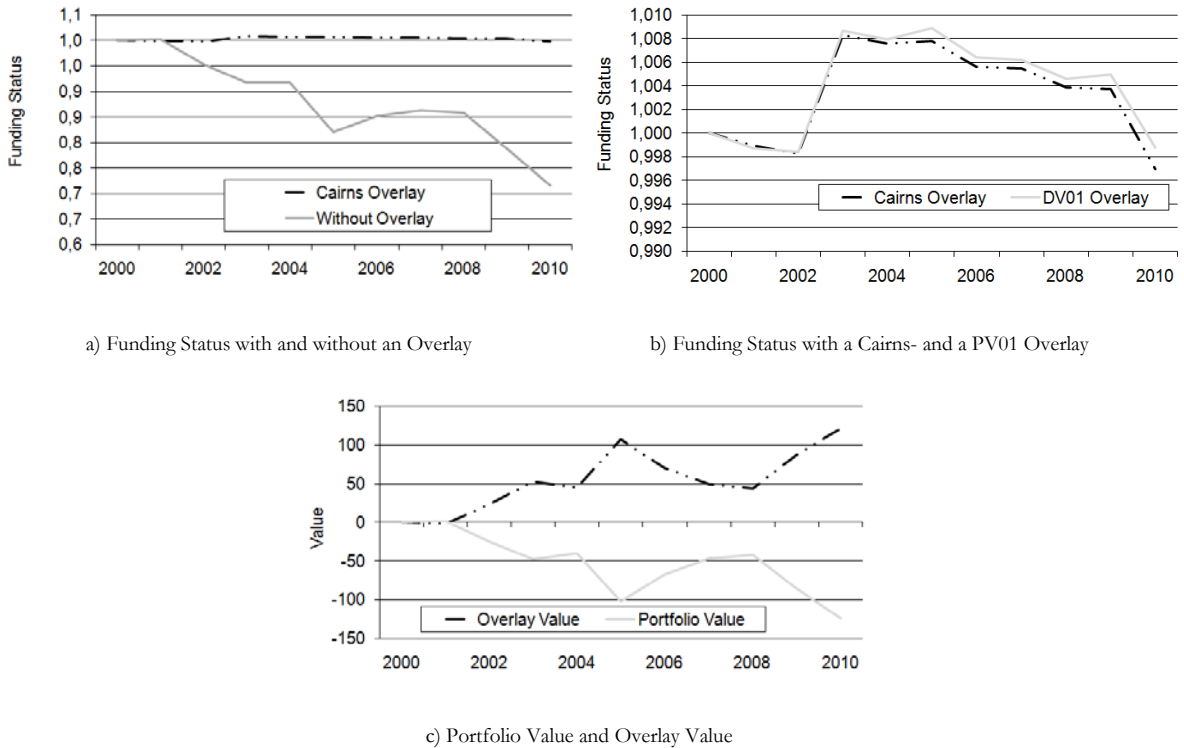 1,1
1,0
1,0
0,9
0,9
0,8
0,8
0,7
0,7
0,6
Funding Status
Cairns Overlay
Without Overlay
2000 2002 2004 2006 2008 2010
a) Funding Status with and without an Overlay
1,010
1,008
1,006
1,004
1,002
1,000
0,998
0,996
0,994
0,992
0,990
Funding Status
Cairns Overlay DV01 Overlay
2000 2002 2004 2006 2008 2010
b) Funding Status with a Cairns- and a PV01 Overlay
150
100
50
0
-50
-100
-150
Value
Overlay Value Portfolio Value
2000 2002 2004 2006 2008 2010
c) Portfolio Value and Overlay Value